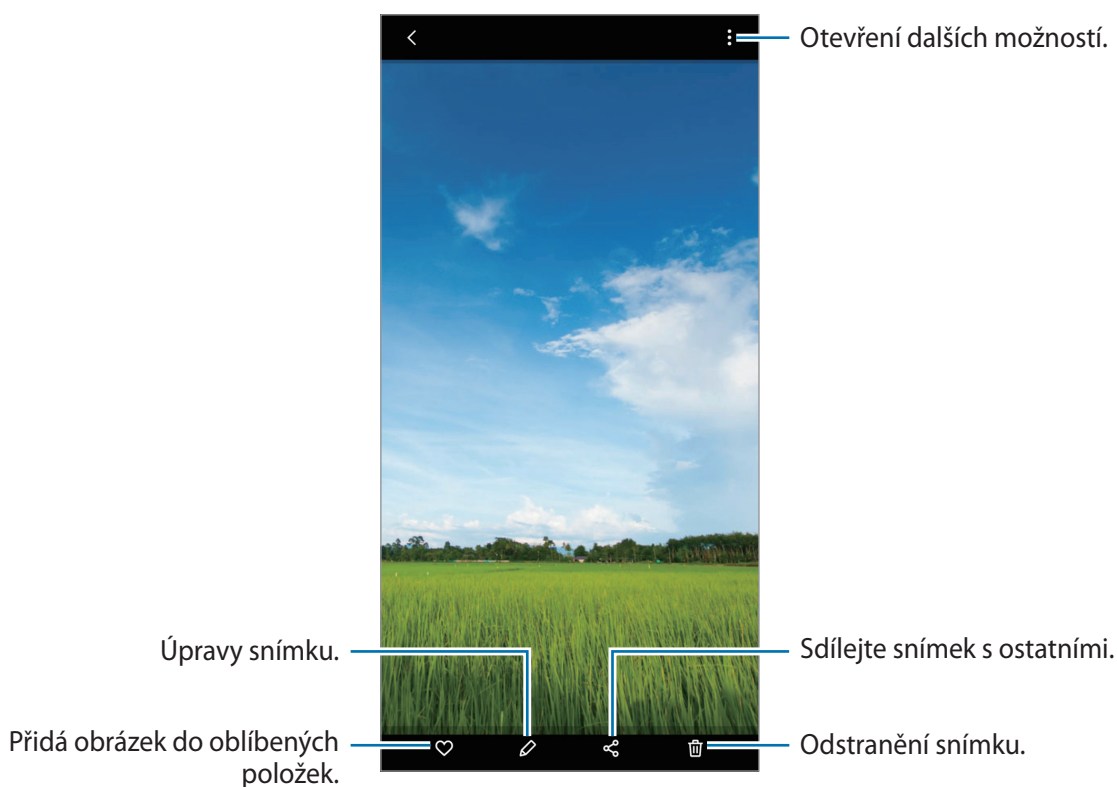 Otevření dalších možností.
Úpravy snímku.
Sdílejte snímek s ostatními.
Přidá obrázek do oblíbených
položek.
Odstranění snímku.